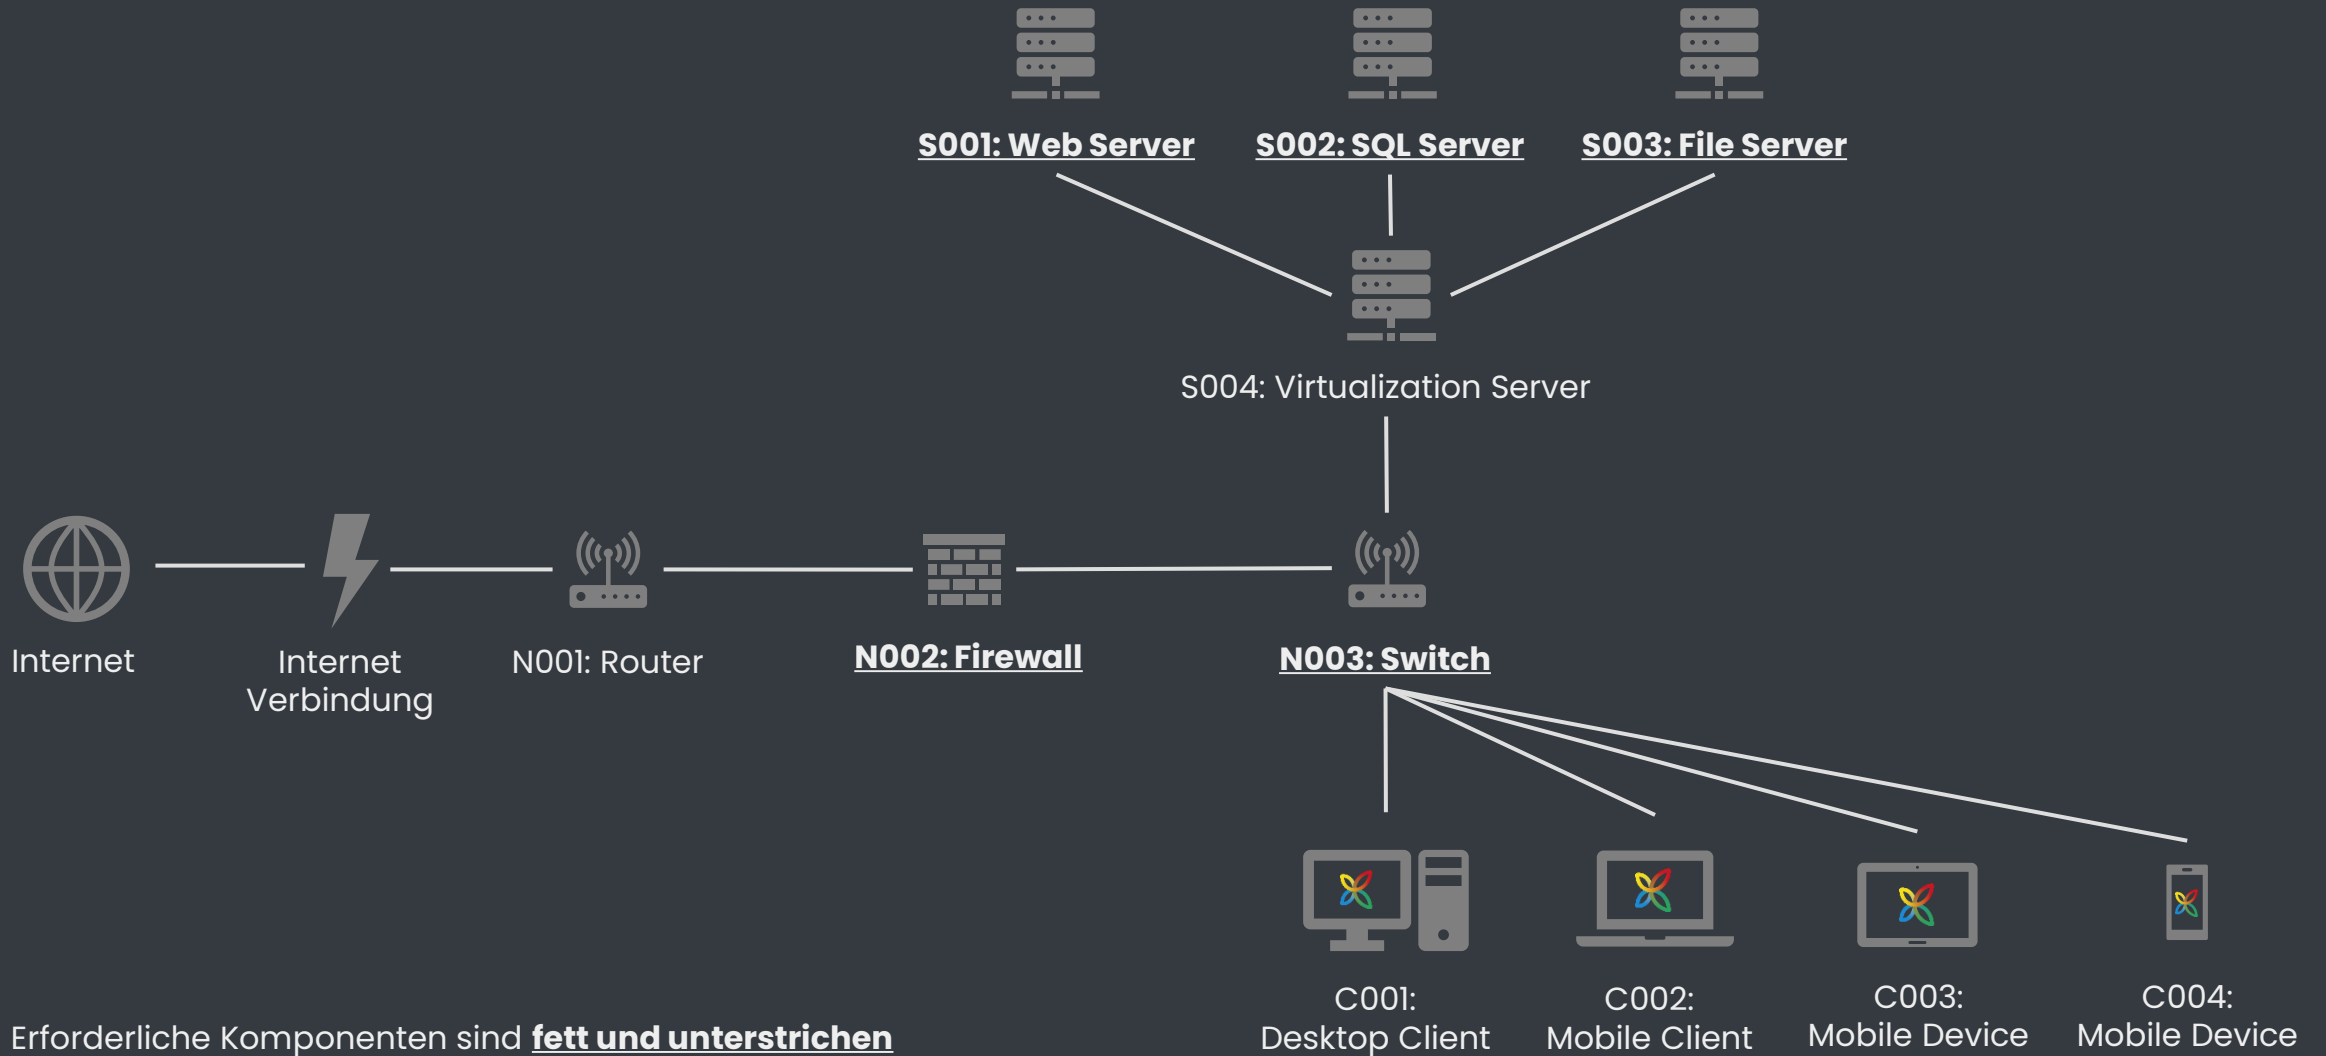 S001: Web Server
S002: SQL Server
S003: File Server
S004: Virtualization Server
Internet
Internet
Verbindung
N001: Router
N002: Firewall
N003: Switch
C001:
Desktop Client
C002:
Mobile Client
C003:
Mobile Device
C004:
Mobile Device
Erforderliche Komponenten sind fett und unterstrichen